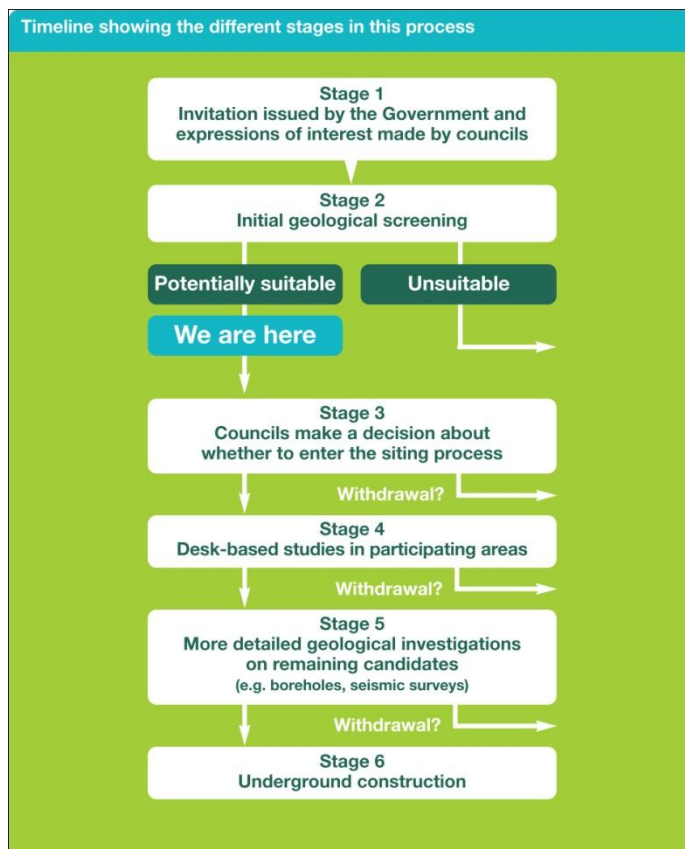 Timeline showing the different stages in this process
Stage 1
Invitation issued by the Government and
expressions of interest made by councils
Stage 2
Initial geological screening
Potentially suitable
Unsuitable
We are here
Stage 3
Councils make a decision about
whether to enter the siting process
Withdrawal?
Stage 4
Desk-based studies in participating areas
Withdrawal?
Stage 5
More detailed geological investigations
on remaining candidates
(e.g. boreholes, seismic surveys)
Withdrawal?
Stage 6
Underground construction